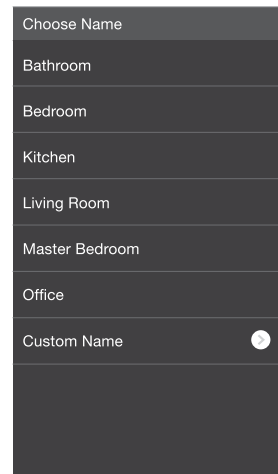 Choose Name
Bathroom
Bedroom
Kitchen
Living Room
Master Bedroom
Office
Custom Name